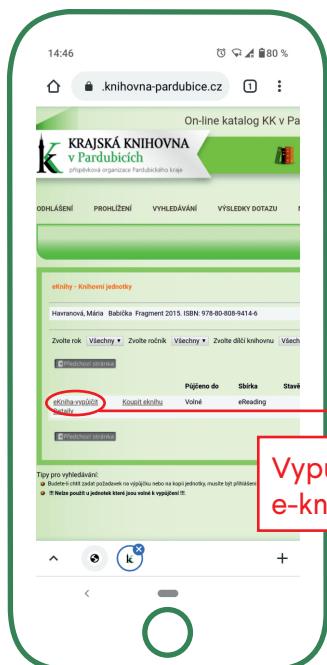 14:46
80 %
.knihovna-pardubice.cz
1
On-line katalog KK v Pa
KRAJSKÁ KNIHOVNA
v Pardubicích
příspěvková organizace Pardubického kraje
ODHLÁŠENÍ PROHLÍŽENÍ VYHLEDÁVÁNÍ VÝSLEDKY DOTAZU
eKnihy - Knihovní jednotky
Havranová, Mária Babička Fragment 2015. ISBN: 978-80-808-9414-6
Zvolte rok Všechny Zvolte ročník Všechny Zvolte dílčí knihovnu Všech
Předchozí stránka
Půjčeno do Sbírka Stavě
eKniha-vypůjčit Koupit eknihu Volné eReading
Detaily
Předchozí stránka
Tipy pro vyhledávání:
Budete-li chtít zadat požadavek na výpůjčku nebo na kopii jednotky, musíte být přihlášeni
!!! Nelze použít u jednotek které jsou volné k vypůjčení !!!.
Vypů
e-kn
k